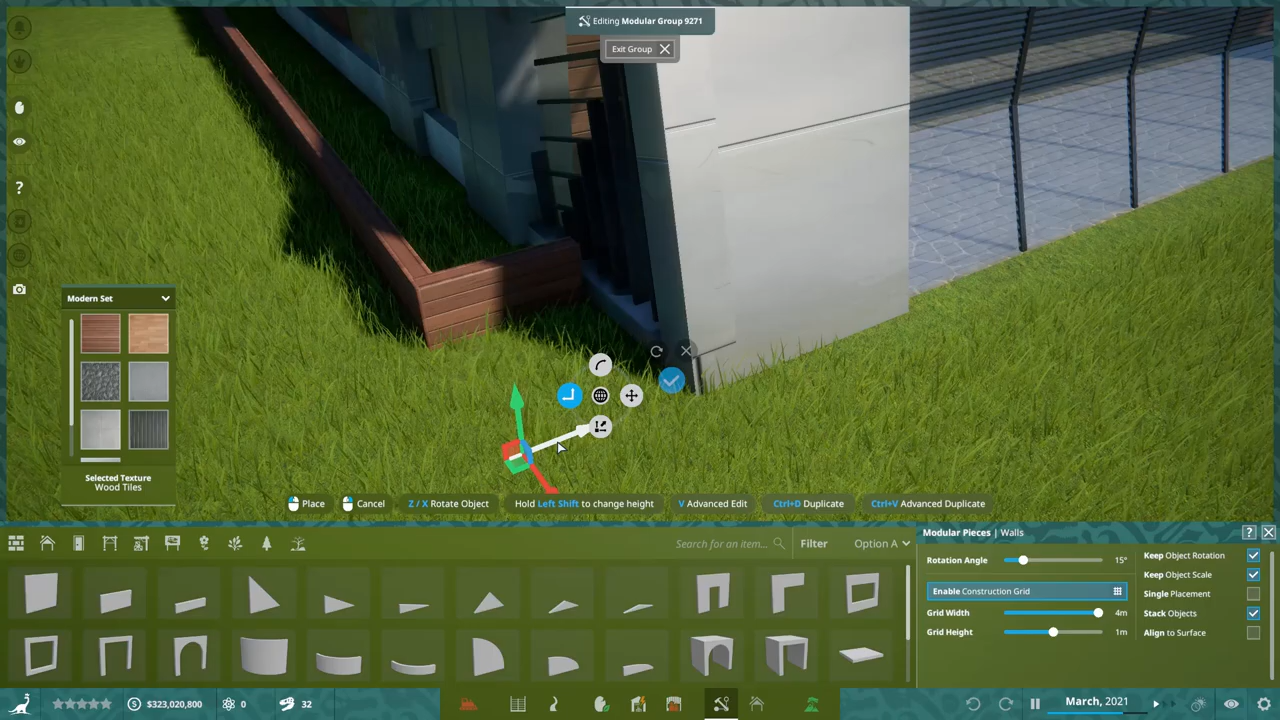 Editing Modular Group 9271
Exit Group
Modern Set
Selected Texture
Wood Tiles
Place
Cancel
Z / X Rotate Object
Hold Left Shift to change height
V Advanced Edit
Ctrl+D Duplicate
Ctrl+V Advanced Duplicate
Search for an item...
Filter
Option A
Modular Pieces | Walls
?
Rotation Angle
15°
Enable Construction Grid
Grid Width
4m
Grid Height
1m
Keep Object Rotation
Keep Object Scale
Single Placement
Stack Objects
Align to Surface
$323,020,800
0
32
March, 2021